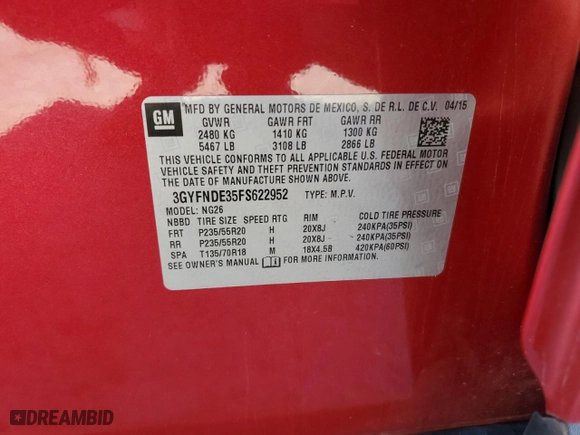 GM
MFD BY GENERAL MOTORS DE MEXICO, S. DE R.L. DE C.V. 04/15
GVWR GAWR FRT GAWR RR
2480 KG 1410 KG 1300 KG
5467 LB 3108 LB 2866 LB
THIS VEHICLE CONFORMS TO ALL APPLICABLE U.S. FEDERAL MOTOR
VEHICLE SAFETY AND THEFT PREVENTION STANDARDS IN EFFECT ON
THE DATE OF MANUFACTURE SHOWN ABOVE.
3GYFNDE35FS622952 TYPE: M.P.V.
MODEL: NG26
NBBD TIRE SIZE SPEED RTG RIM COLD TIRE PRESSURE
FRT P235/55R20 H 20X8J 240KPA(35PSI)
RR P235/55R20 H 20X8J 240KPA(35PSI)
SPA T135/70R18 M 18X4.5B 420KPA(60PSI)
SEE OWNER'S MANUAL FOR MORE INFORMATION.
DREAMBID